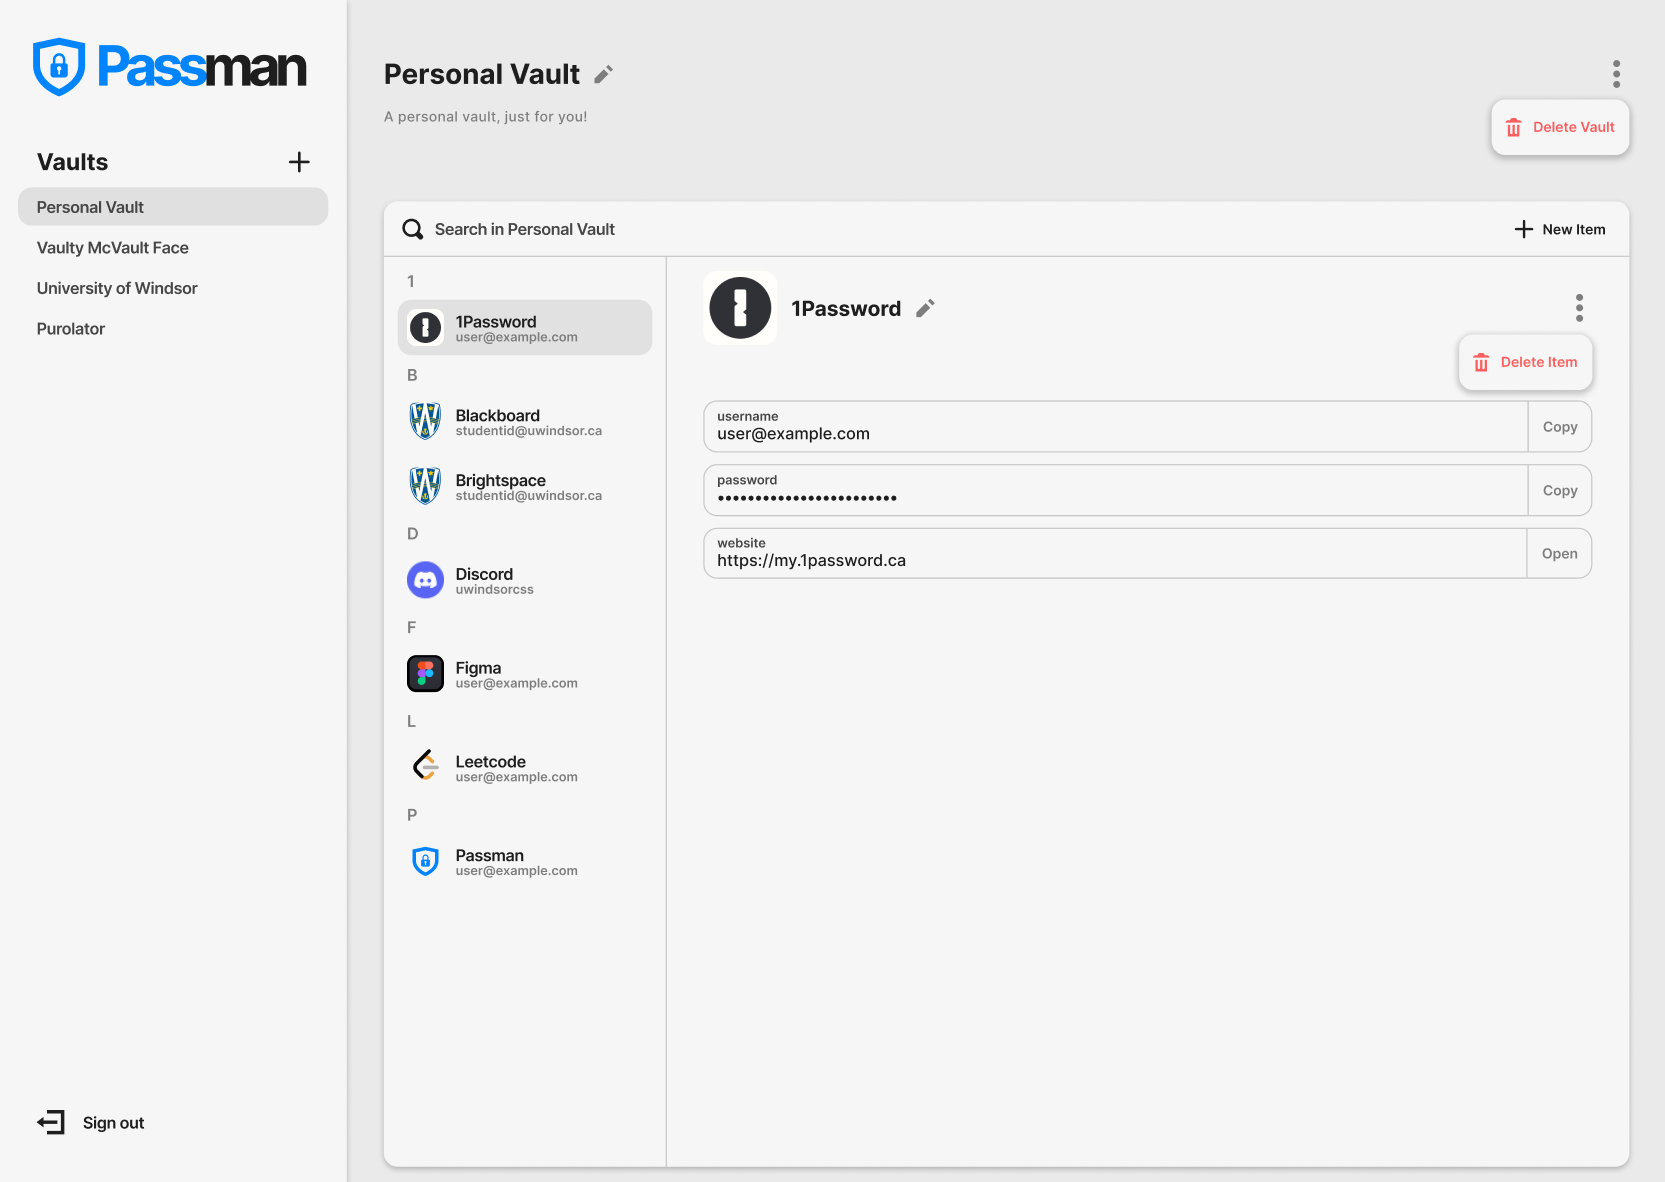 Passman
Vaults
Personal Vault
Vaulty McVault Face
University of Windsor
Purolator
Sign out
Personal Vault
A personal vault, just for you!
Delete Vault
Search in Personal Vault
New Item
1
1Password
user@example.com
B
Blackboard
studentid@uwindsor.ca
Brightspace
studentid@uwindsor.ca
D
Discord
uwindsorcss
F
Figma
user@example.com
L
Leetcode
user@example.com
P
Passman
user@example.com
1Password
Delete Item
username
user@example.com
Copy
password
••••••••••••••••••••••••
Copy
website
https://my.1password.ca
Open